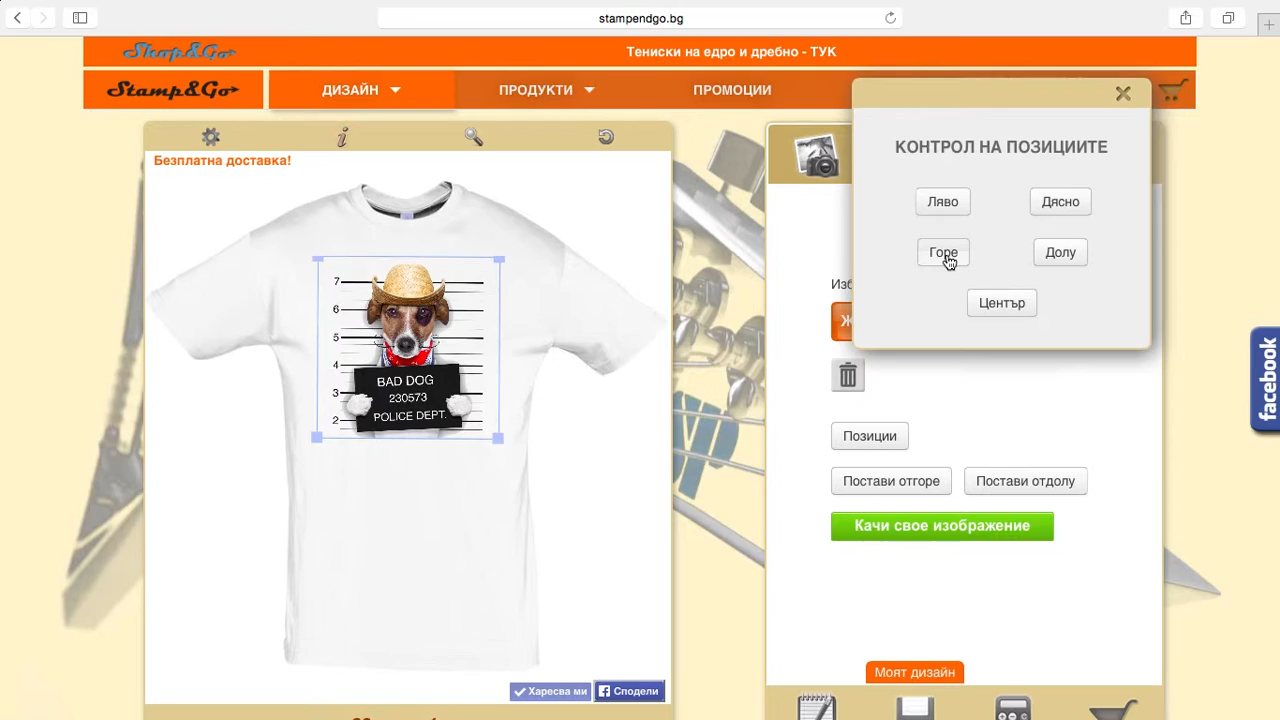 stampendgo.bg
Shop&Go
Тениски на едро и дребно - ТУК
Stamp&Go
ДИЗАЙН
ПРОДУКТИ
ПРОМОЦИИ
Безплатна доставка!
КОНТРОЛ НА ПОЗИЦИИТЕ
Ляво
Дясно
Горе
Долу
Център
7
6
5
4
3
2
BAD DOG
230573
POLICE DEPT.
Ж
Позиции
Постави отгоре
Постави отдолу
Качи свое изображение
facebook
Моят дизайн
Харесва ми
Сподели